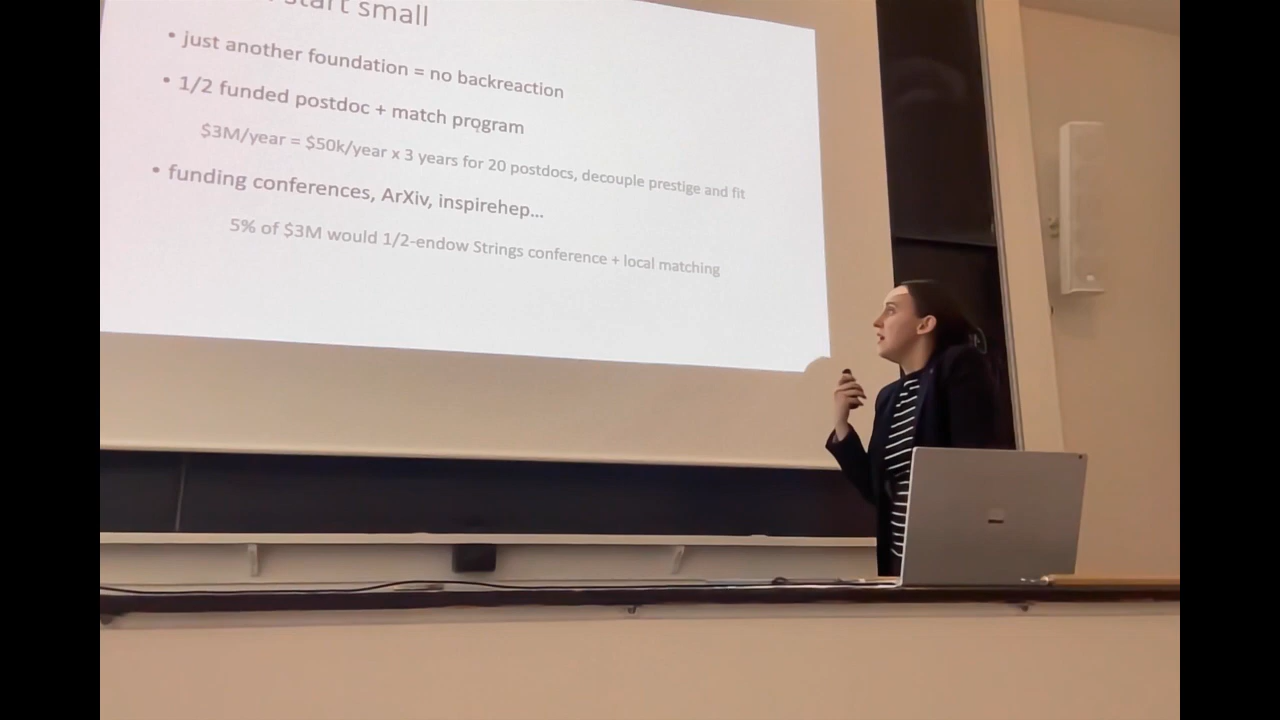 start small
• just another foundation = no backreaction
• 1/2 funded postdoc + match program
$3M/year = $50k/year x 3 years for 20 postdocs, decouple prestige and fit
• funding conferences, ArXiv, inspirehep...
5% of $3M would 1/2-endow Strings conference + local matching